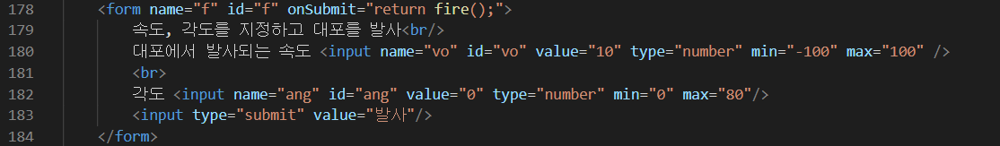 178 <form name="f" id="f" onSubmit="return fire();">
179 속도, 각도를 지정하고 대포를 발사<br/>
180 대포에서 발사되는 속도 <input name="vo" id="vo" value="10" type="number" min="-100" max="100" />
181 <br>
182 각도 <input name="ang" id="ang" value="0" type="number" min="0" max="80"/>
183 <input type="submit" value="발사"/>
184 </form>